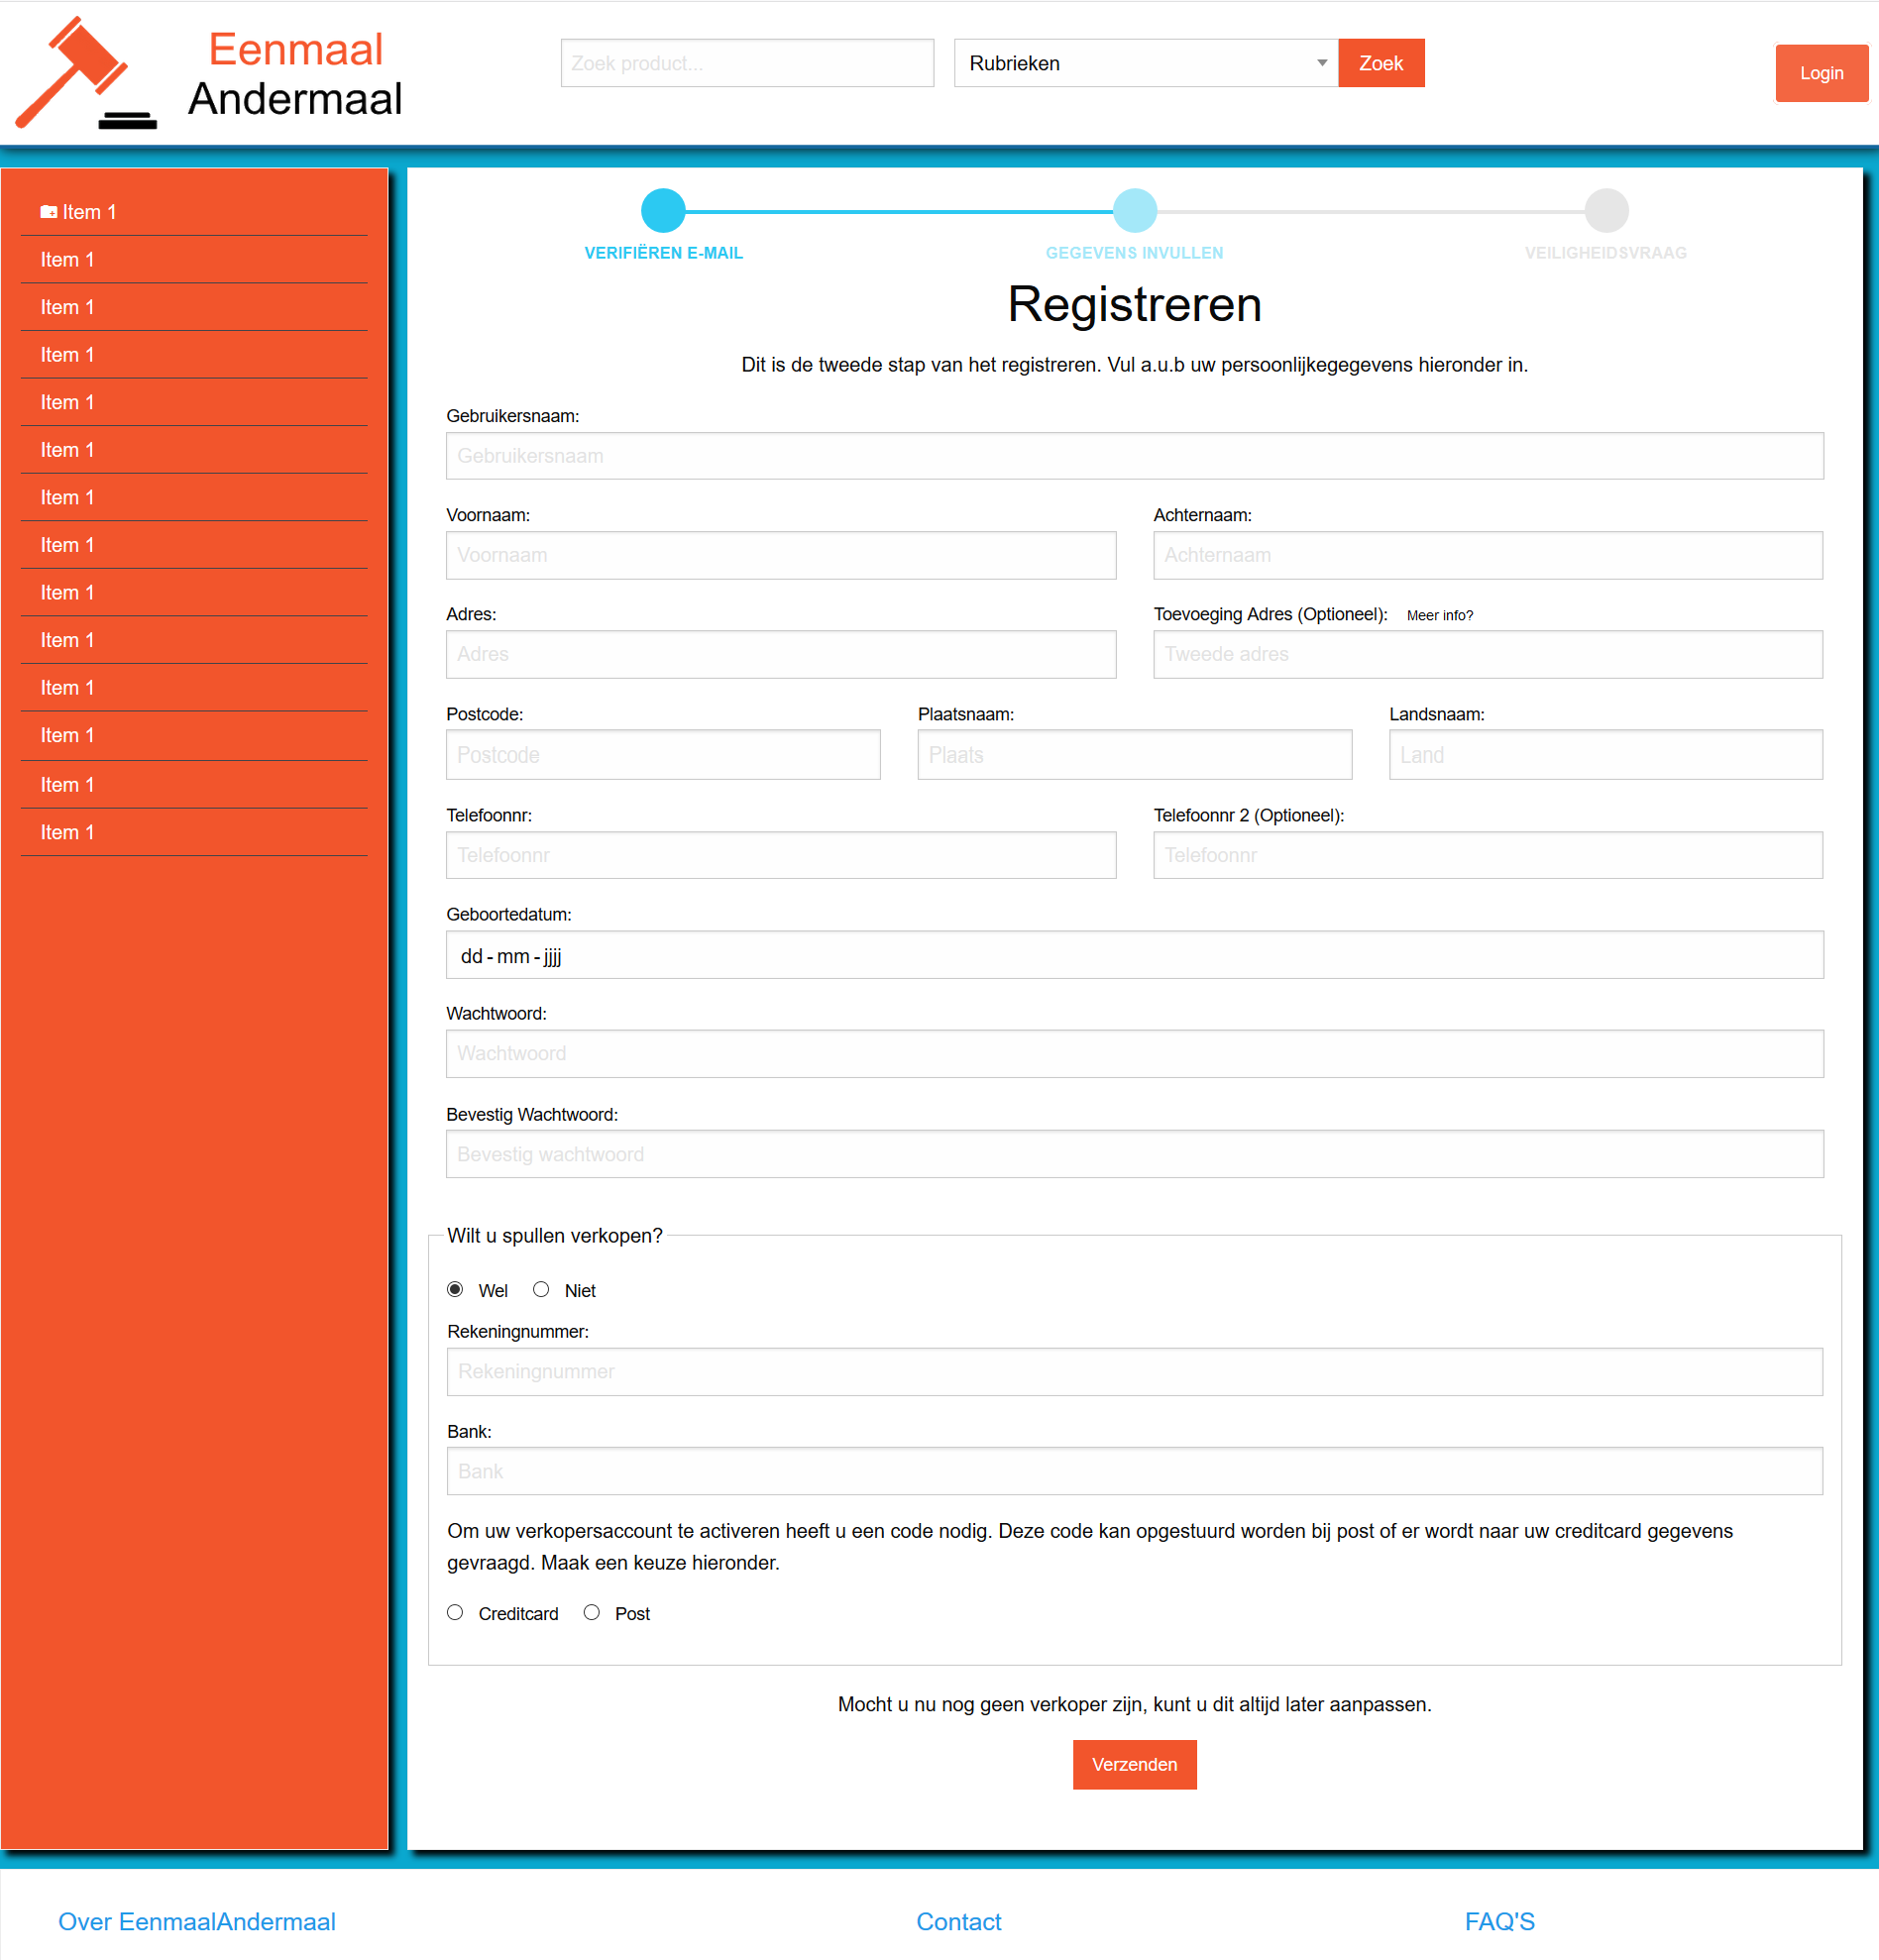 Eenmaal
Andermaal
Zoek product...
Rubrieken
Zoek
Login
Item 1
Item 1
Item 1
Item 1
Item 1
Item 1
Item 1
Item 1
Item 1
Item 1
Item 1
Item 1
Item 1
Item 1
VERIFIËREN E-MAIL
GEGEVENS INVULLEN
VEILIGHEIDSVRAAG
Registreren
Dit is de tweede stap van het registreren. Vul a.u.b uw persoonlijkegegevens hieronder in.
Gebruikersnaam:
Gebruikersnaam
Voornaam:
Voornaam
Achternaam:
Achternaam
Adres:
Adres
Toevoeging Adres (Optioneel): Meer info?
Tweede adres
Postcode:
Postcode
Plaatsnaam:
Plaats
Landsnaam:
Land
Telefoonnr:
Telefoonnr
Telefoonnr 2 (Optioneel):
Telefoonnr
Geboortedatum:
dd-mm-jjjj
Wachtwoord:
Wachtwoord
Bevestig Wachtwoord:
Bevestig wachtwoord
Wilt u spullen verkopen?
Wel Niet
Rekeningnummer:
Rekeningnummer
Bank:
Bank
Om uw verkopersaccount te activeren heeft u een code nodig. Deze code kan opgestuurd worden bij post of er wordt naar uw creditcard gegevens
gevraagd. Maak een keuze hieronder.
Creditcard Post
Mocht u nu nog geen verkoper zijn, kunt u dit altijd later aanpassen.
Verzenden
Over EenmaalAndermaal
Contact
FAQ'S